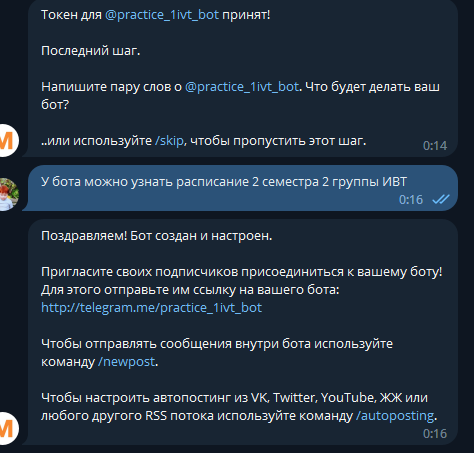 Токен для @practice_1ivt_bot принят!
Последний шаг.
Напишите пару слов о @practice_1ivt_bot. Что будет делать ваш
бот?
..или используйте /skip, чтобы пропустить этот шаг.
0:14
У бота можно узнать расписание 2 семестра 2 группы ИВТ
0:16
Поздравляем! Бот создан и настроен.
Пригласите своих подписчиков присоединиться к вашему боту!
Для этого отправьте им ссылку на вашего бота:
http://telegram.me/practice_1ivt_bot
Чтобы отправлять сообщения внутри бота используйте
команду /newpost.
Чтобы настроить автопостинг из VK, Twitter, YouTube, ЖЖ или
любого другого RSS потока используйте команду /autoposting.
0:16